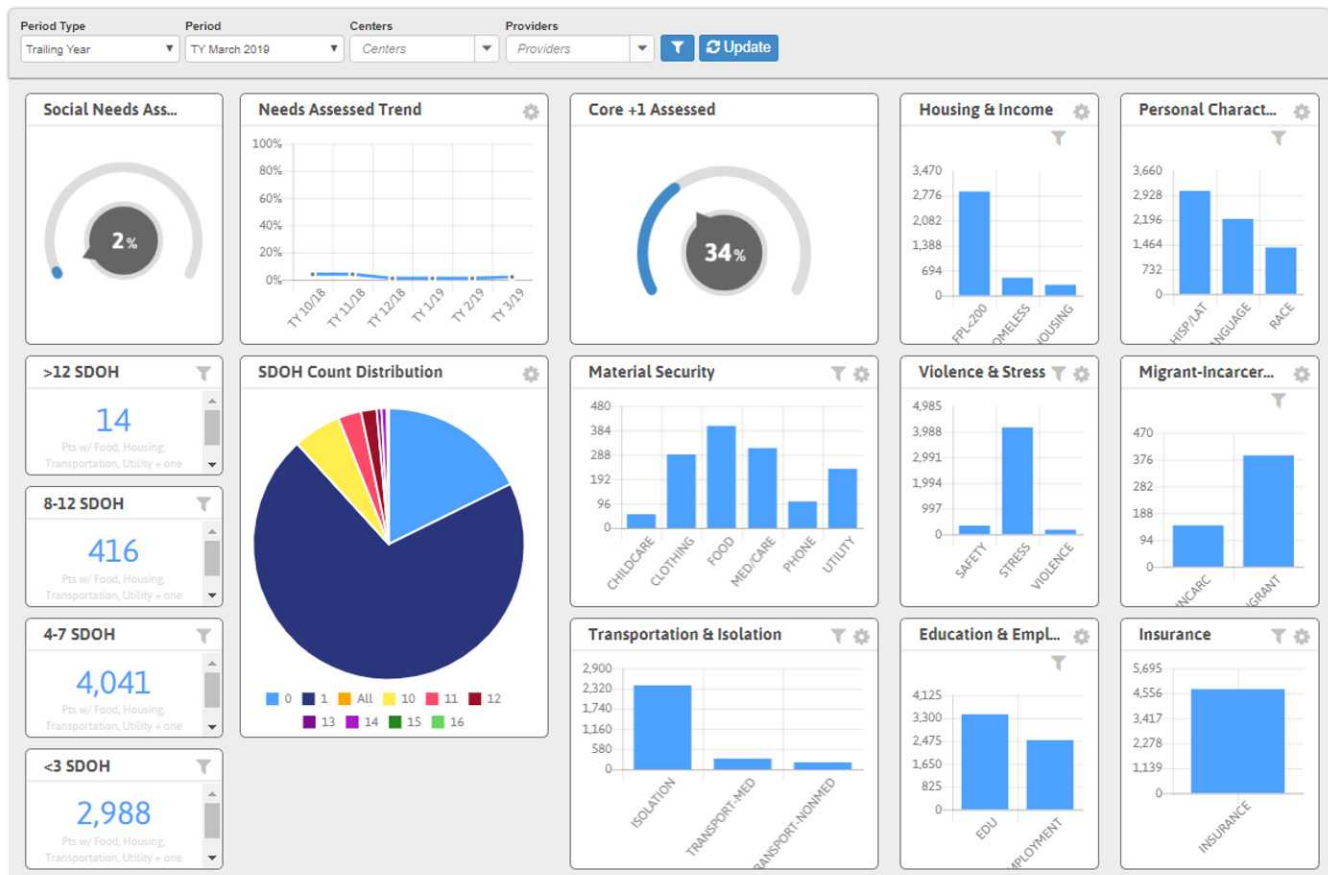 Period Type
Period
Centers
Providers
Trailing Year
TY March 2019
Centers
Providers
Update
Social Needs Ass...
2%
Needs Assessed Trend
100%
80%
60%
40%
20%
0%
TY 10/18
TY 11/18
TY 12/18
TY 1/19
TY 2/19
TY 3/19
Core +1 Assessed
34%
Housing & Income
3,470
2,776
2,082
1,388
694
0
FPL<200
OMELESS
OUSING
Personal Charact...
3,660
2,928
2,196
1,464
732
0
HISP/LAT
ANGUAGE
RACE
>12 SDOH
14
Pts w/ Food, Housing,
Transportation, Utility + one
8-12 SDOH
416
Pts w/ Food, Housing,
Transportation, Utility + one
4-7 SDOH
4,041
Pts w/ Food, Housing,
Transportation, Utility + one
<3 SDOH
2,988
Pts w/ Food, Housing,
Transportation, Utility + one
SDOH Count Distribution
0 1 All 10 11 12
13 14 15 16
Material Security
480
384
288
192
96
0
CHILDCARE
CLOTHING
FOOD
MED/CARE
PHONE
UTILITY
Violence & Stress
4,985
3,988
2,991
1,994
997
0
SAFETY
STRESS
VIOLENCE
Migrant-Incarcer...
470
376
282
188
94
0
INCARC
IGRANT
Transportation & Isolation
2,900
2,320
1,740
1,160
580
0
ISOLATION
TRANSPORT-MED
RANSPORT-NONMED
Education & Empl...
4,125
3,300
2,475
1,650
825
0
EDU
MPLOYMENT
Insurance
5,695
4,556
3,417
2,278
1,139
0
INSURANCE